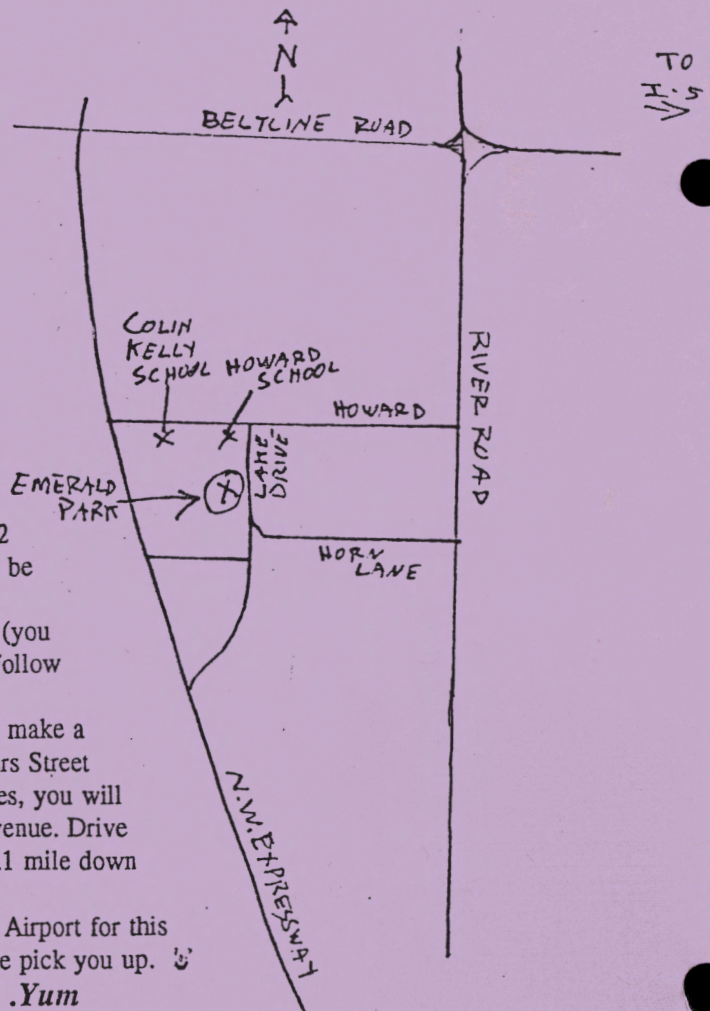 N
TO
I-5
BELTLINE ROAD
COLIN
KELLY
SCHOOL
HOWARD
SCHOOL
HOWARD
RIVER ROAD
LAKE
DRIVE
EMERALD
PARK
HORN
LANE
N.W. EXPRESSWAY
2
be
(you
follow
make a
rs Street
es, you will
venue. Drive
.1 mile down
Airport for this
e pick you up.
.Yum